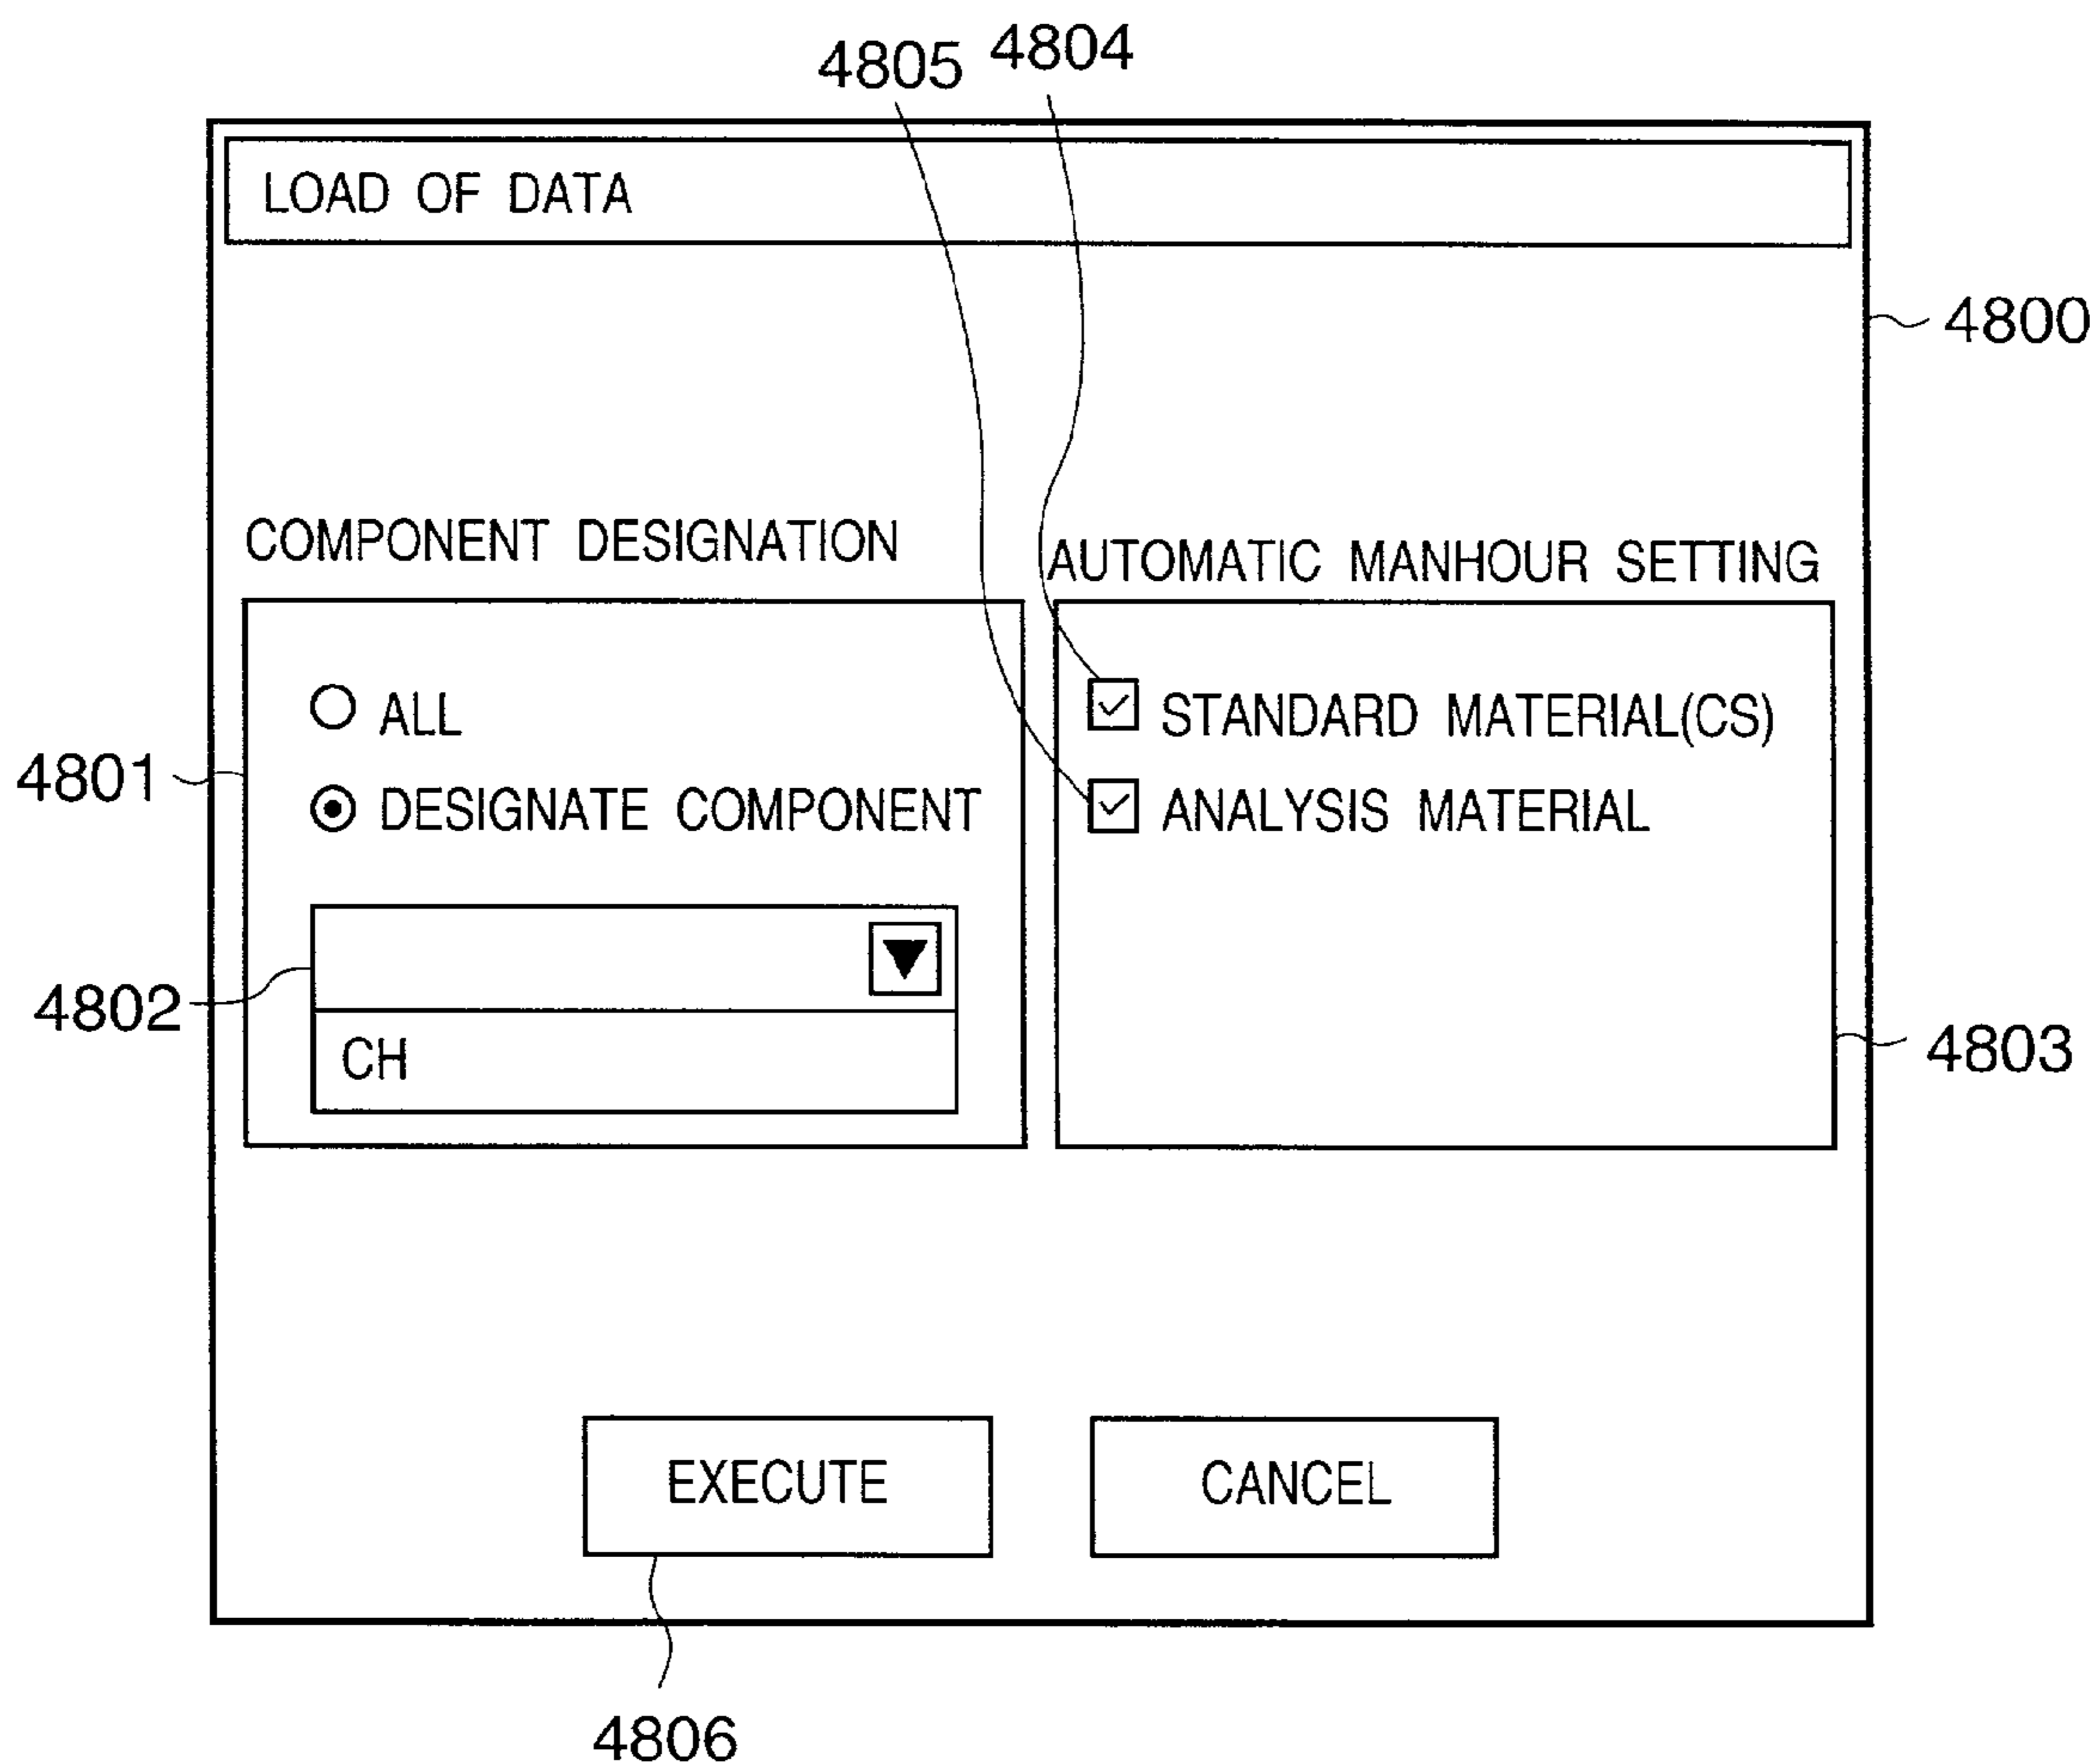 4805 4804
LOAD OF DATA
4800
COMPONENT DESIGNATION
AUTOMATIC MANHOUR SETTING
ALL
STANDARD MATERIAL(CS)
4801
DESIGNATE COMPONENT
ANALYSIS MATERIAL
4802
CH
4803
EXECUTE
CANCEL
4806